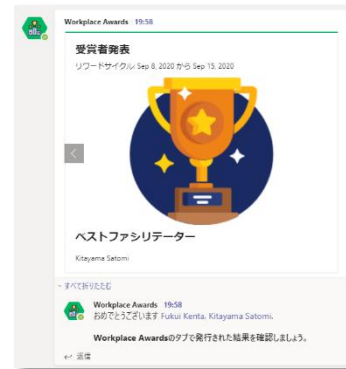 Workplace Awards 19:58
受賞者発表
リワードサイクル Sep 8, 2020 から Sep 15, 2020
ベストファシリテーター
Kitayama Satomi
すべて折りたたむ
Workplace Awards 19:58
おめでとうございます Fukui Kenta, Kitayama Satomi.
Workplace Awardsのタブで発行された結果を確認しましょう。
返信